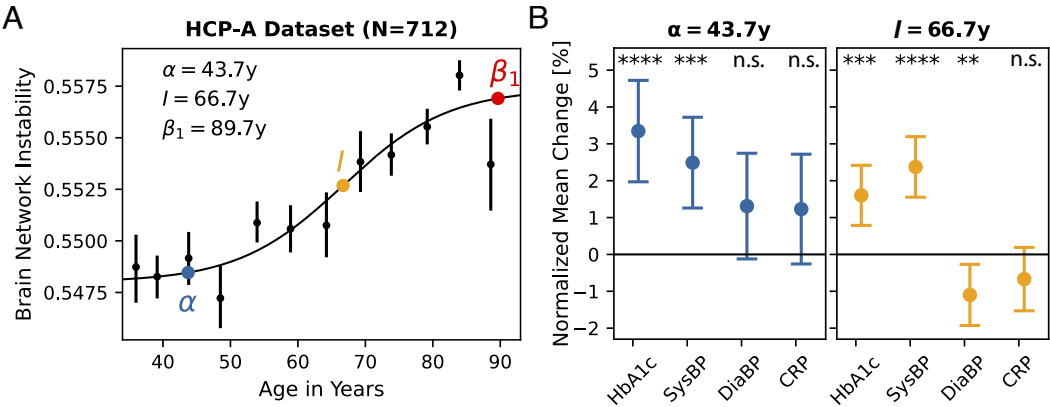 A
HCP-A Dataset (N=712)
α = 43.7y
I = 66.7y
β₁ = 89.7y
β₁
I
α
0.5575
0.5550
0.5525
0.5500
0.5475
Brain Network Instability
40 50 60 70 80 90
Age in Years
B
α = 43.7y
I = 66.7y
**** *** n.s. n.s.
*** **** ** n.s.
5
4
3
2
1
0
−1
−2
Normalized Mean Change [%]
HbA1c SysBP DiaBP CRP
HbA1c SysBP DiaBP CRP